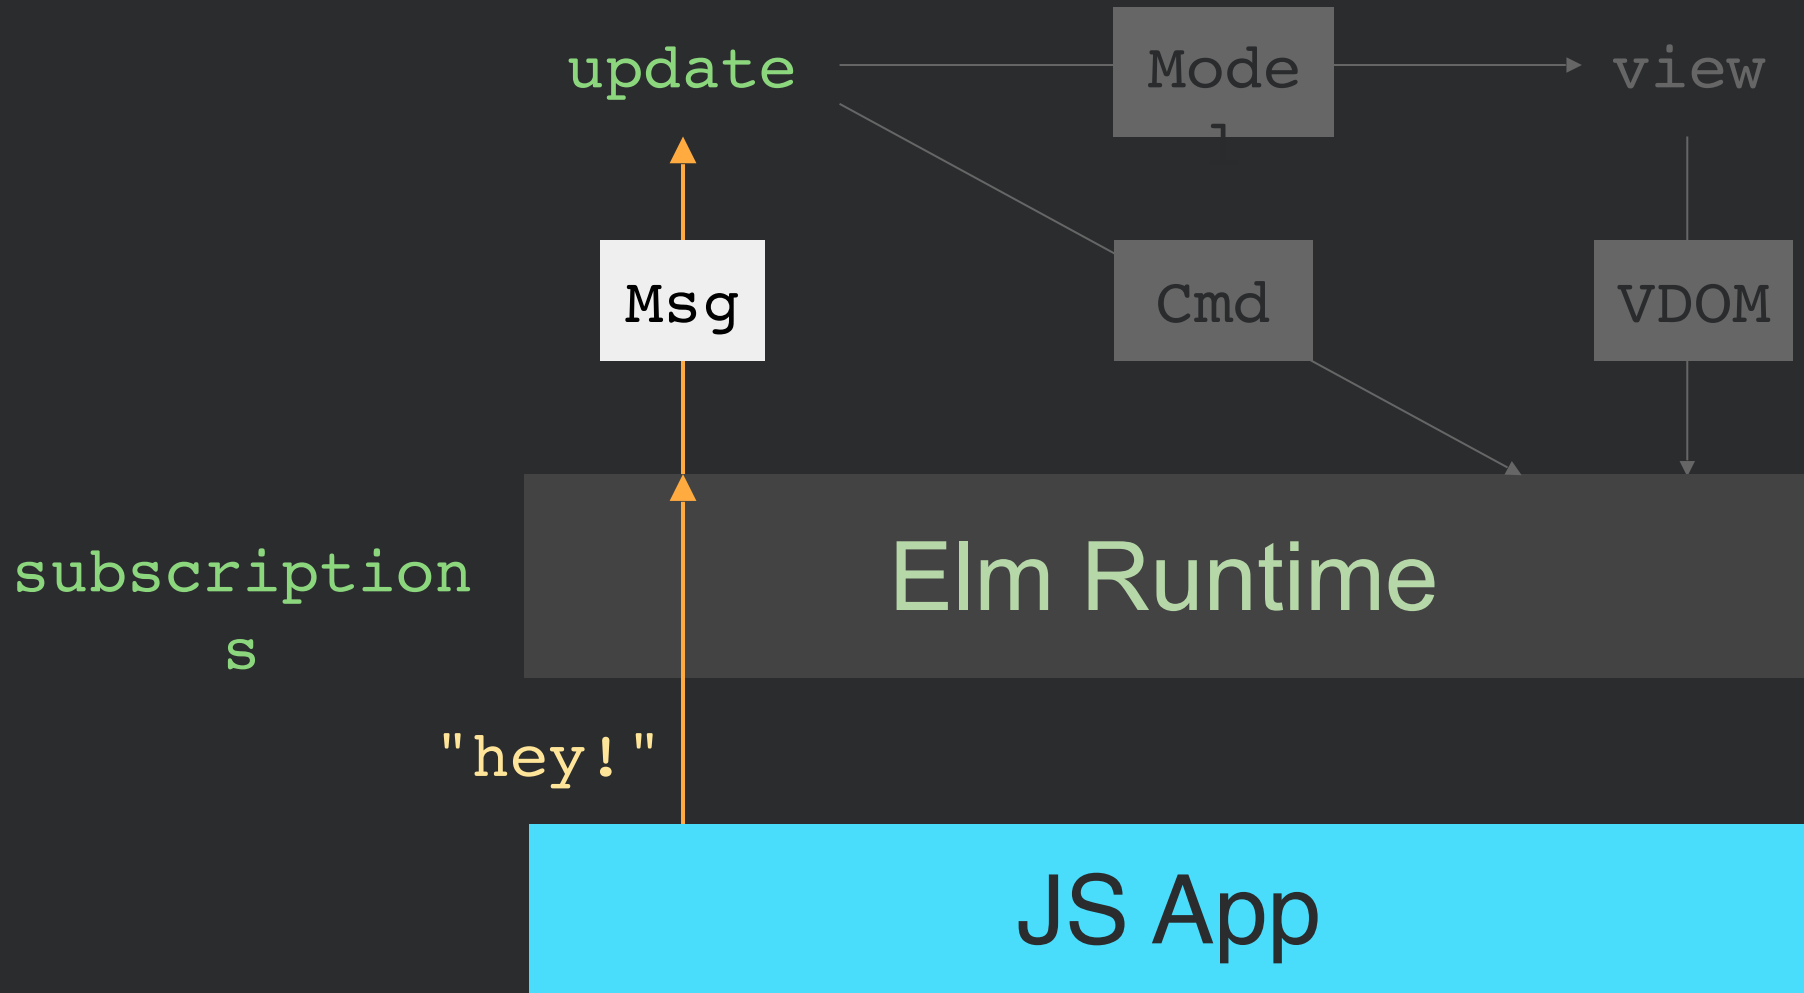 update
Mode
l
view
Msg
Cmd
VDOM
subscription
s
Elm Runtime
"hey!"
JS App